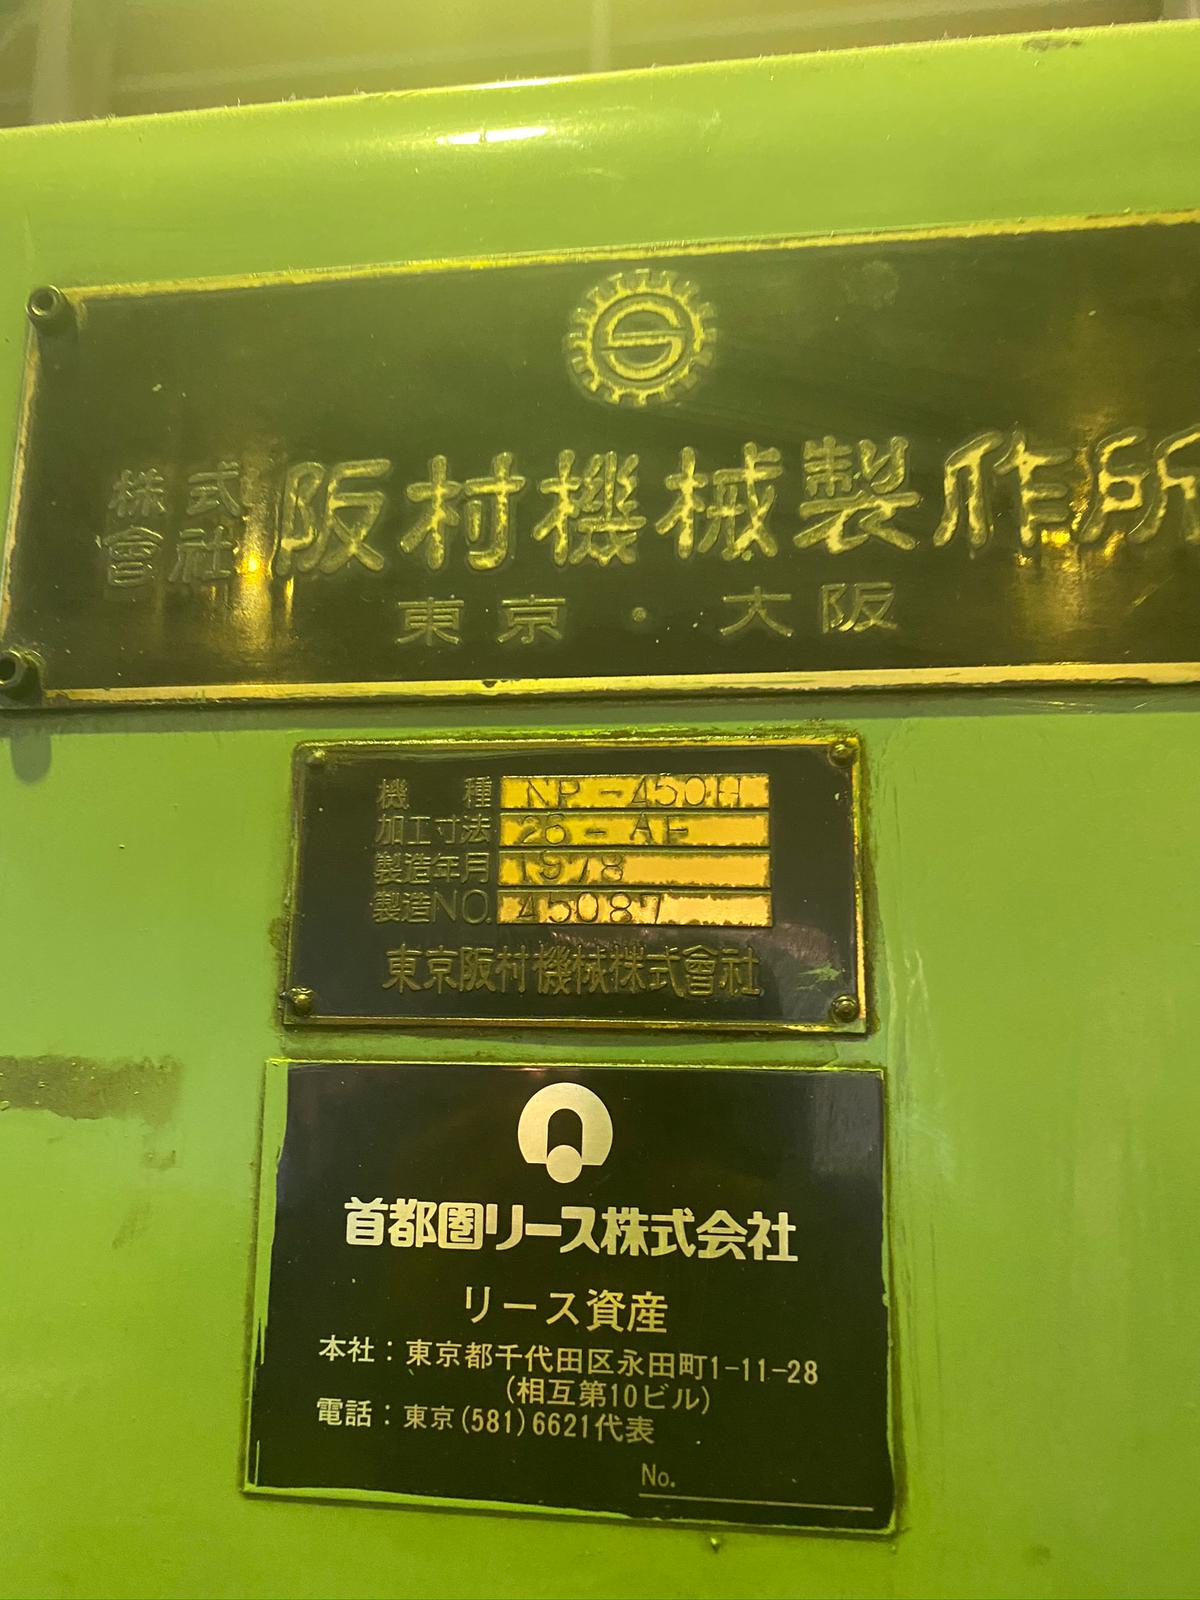 株式會社 阪村機械製作所
東京・大阪
機種 NP-450H
加工寸法 26-AF
製造年月 1978
製造NO. 45087
東京阪村機械株式會社
首都圏リース株式会社
リース資産
本社：東京都千代田区永田町1-11-28
(相互第10ビル)
電話：東京(581)6621代表
No.